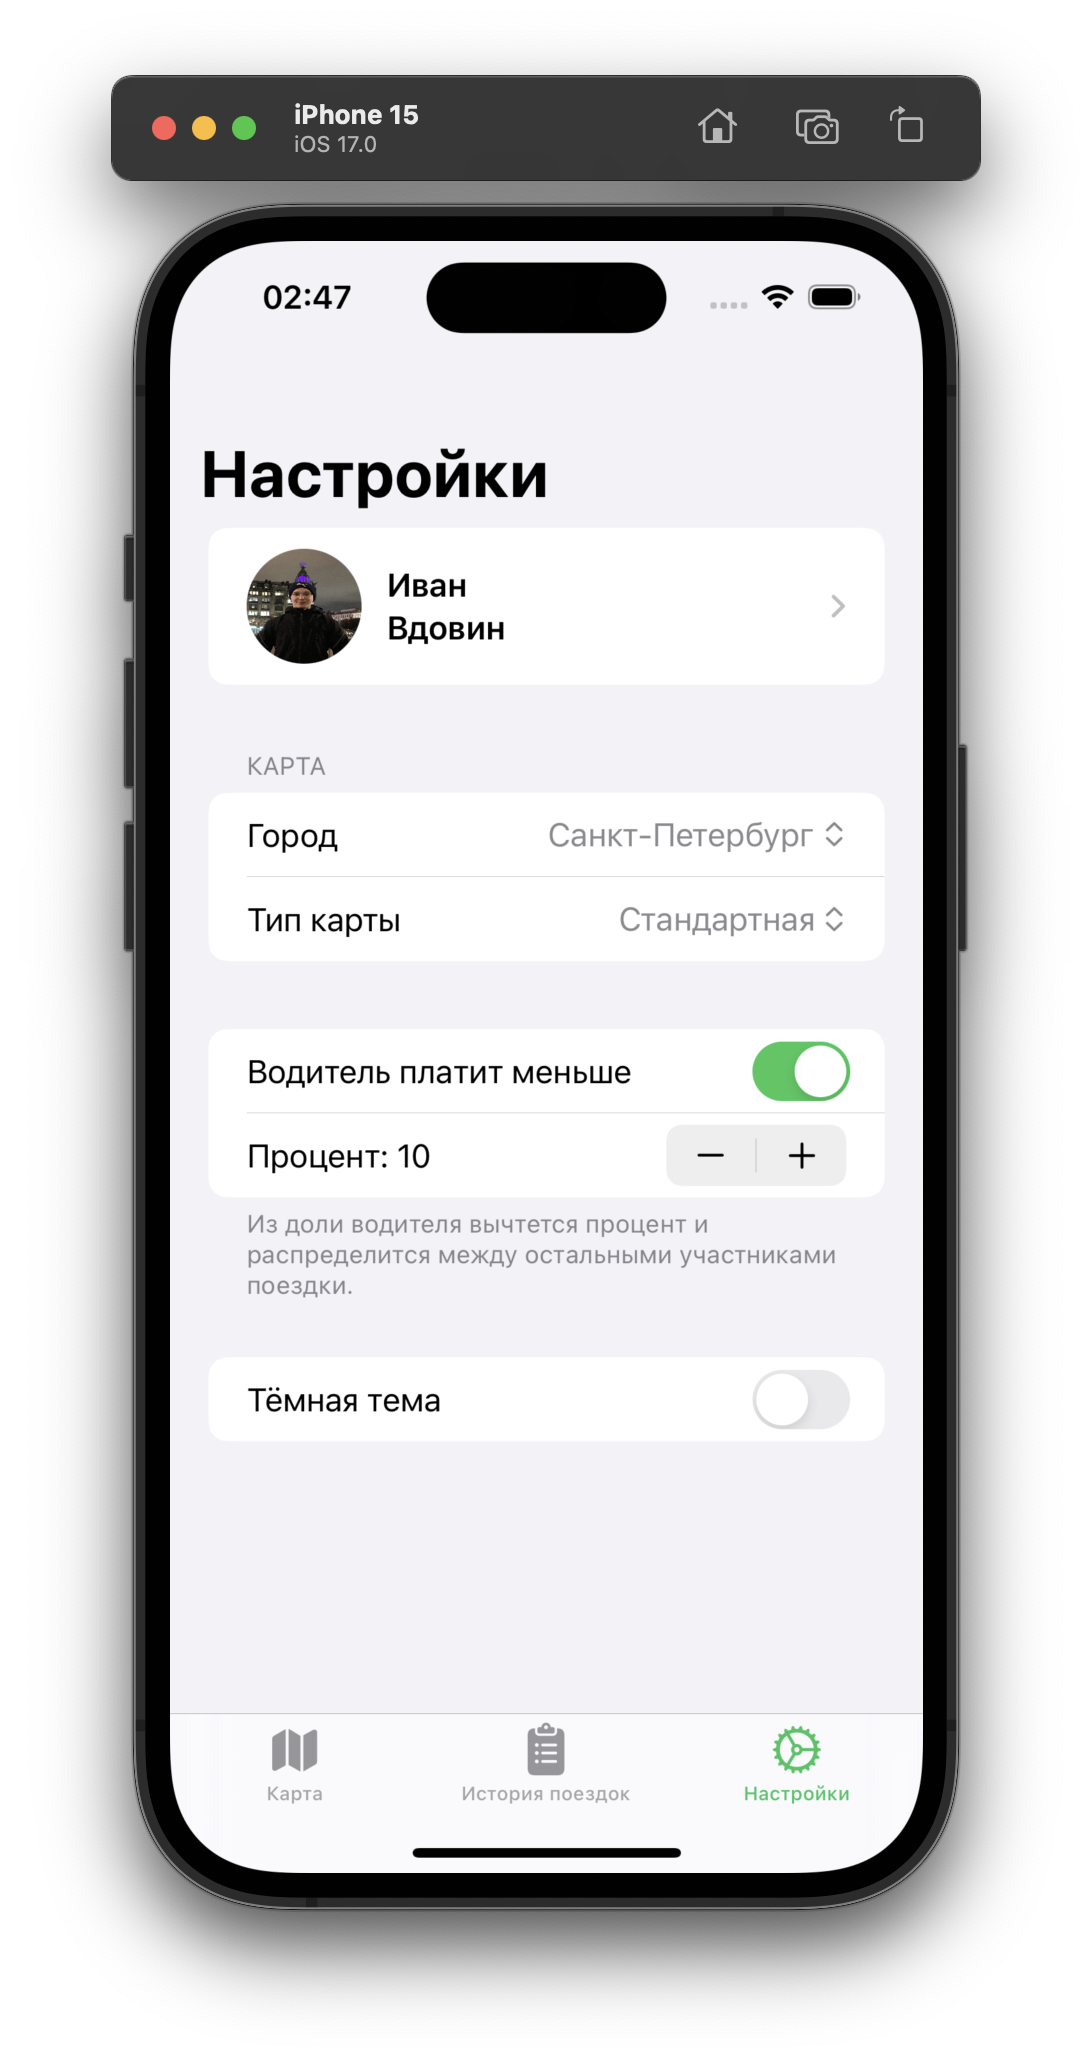 iPhone 15
iOS 17.0
02:47
Настройки
Иван
Вдовин
КАРТА
Город
Санкт-Петербург
Тип карты
Стандартная
Водитель платит меньше
Процент: 10
Из доли водителя вычтется процент и
распределится между остальными участниками
поездки.
Тёмная тема
Карта
История поездок
Настройки